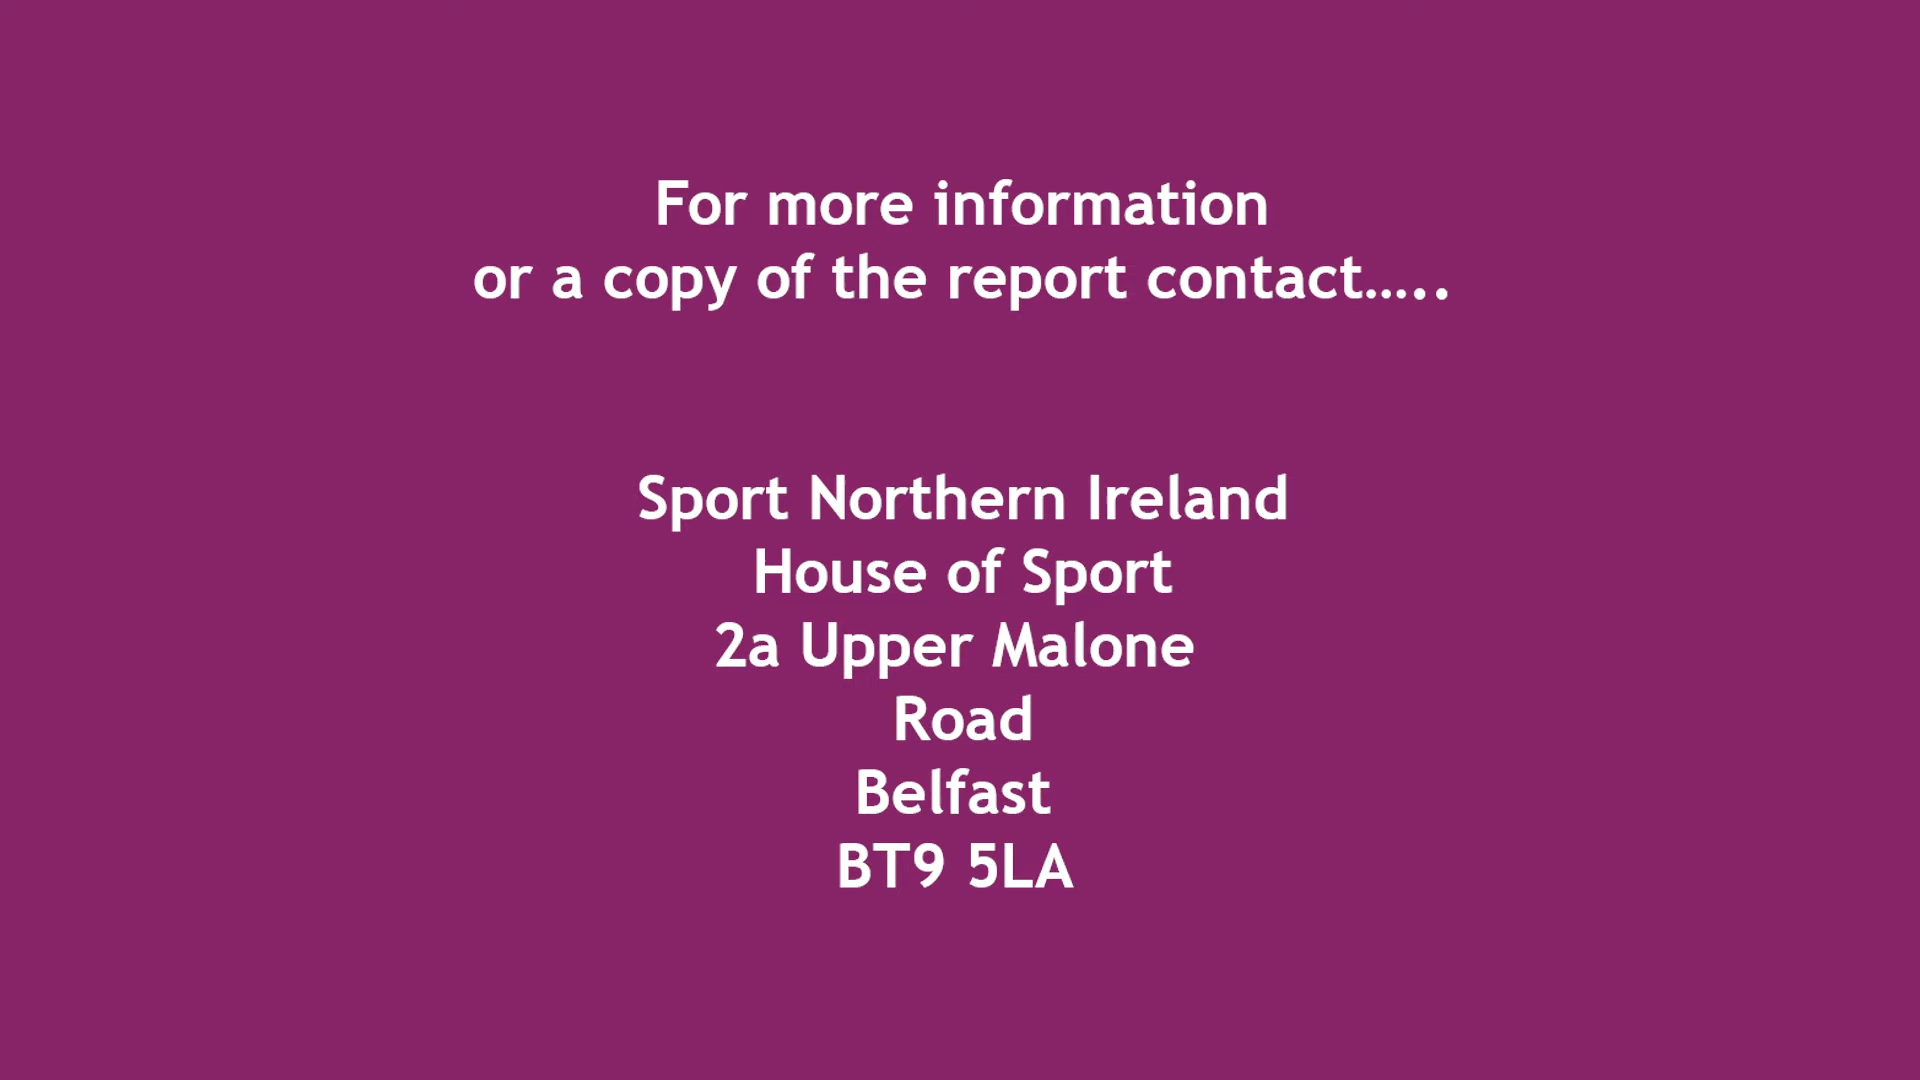 For more information
or a copy of the report contact…..
Sport Northern Ireland
House of Sport
2a Upper Malone
Road
Belfast
BT9 5LA